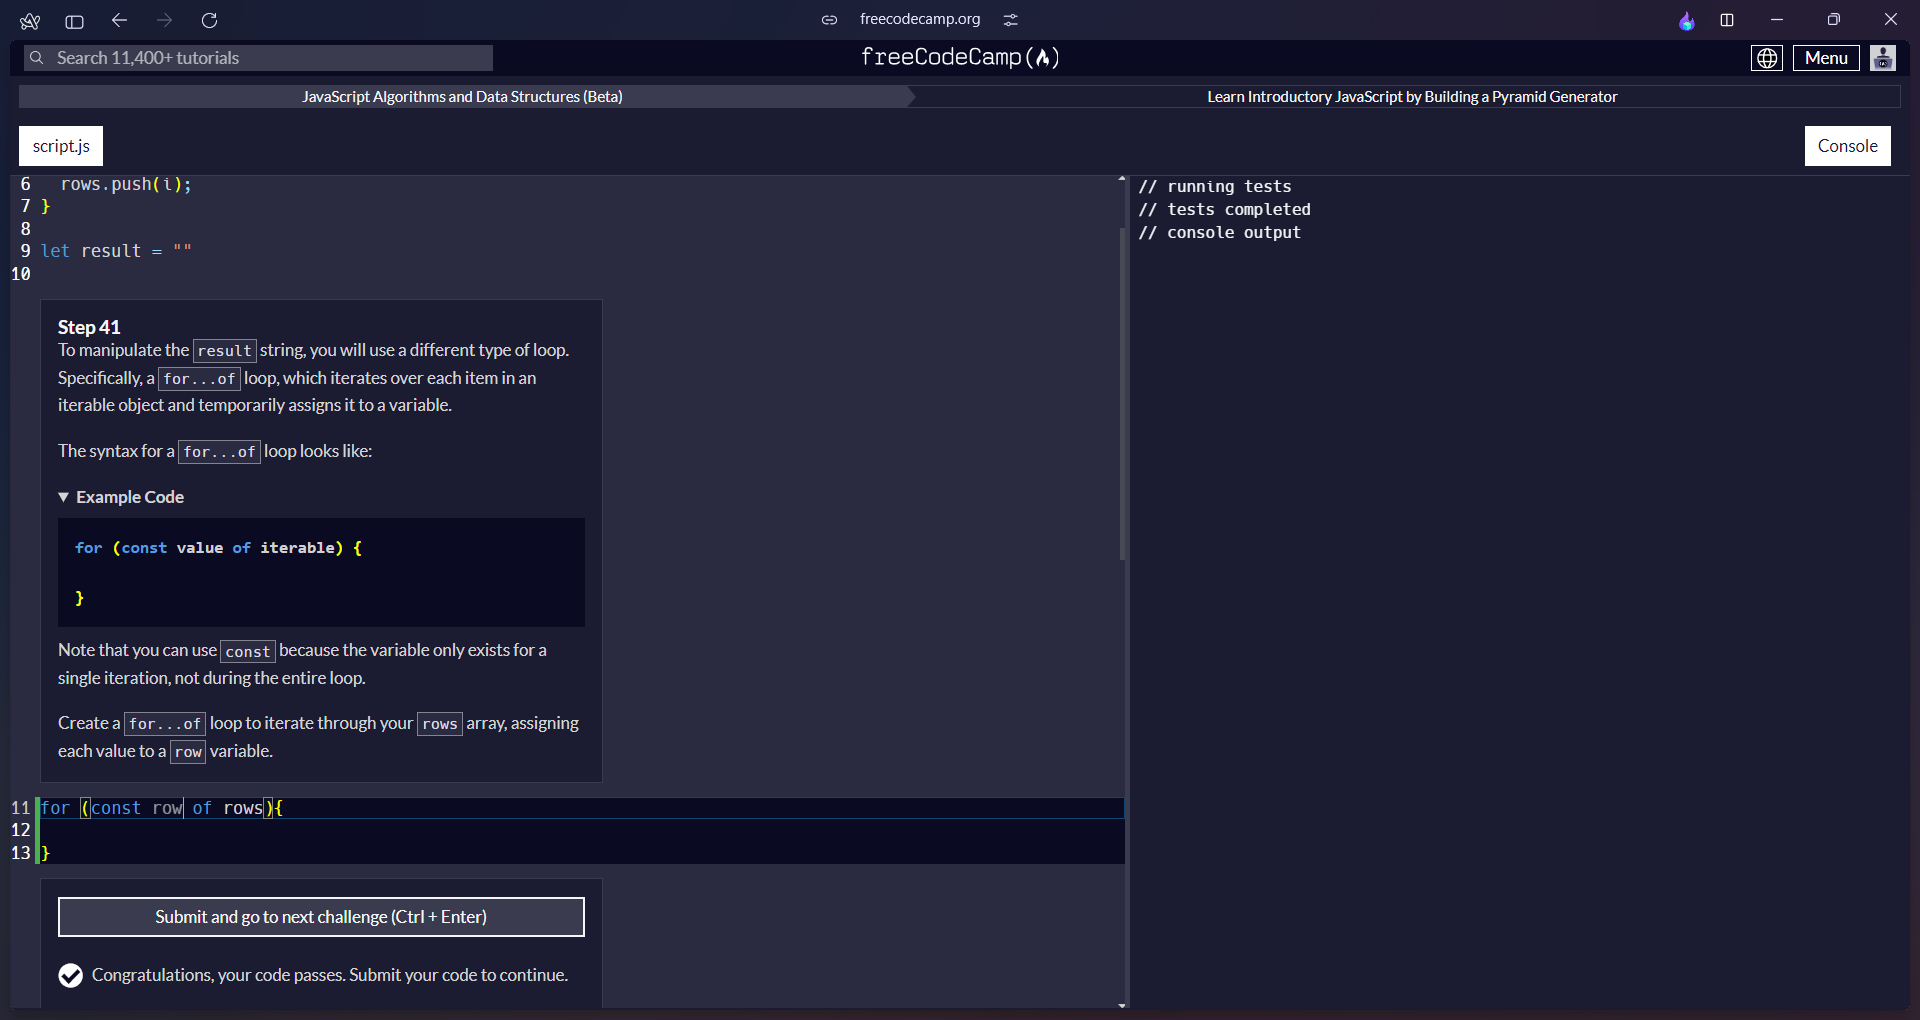 freecodecamp.org
Search 11,400+ tutorials
freeCodeCamp(🔥)
Menu
JavaScript Algorithms and Data Structures (Beta)
Learn Introductory JavaScript by Building a Pyramid Generator
script.js
Console
6 rows.push(i);
7 }
8
9 let result = ""
10
Step 41
To manipulate the result string, you will use a different type of loop.
Specifically, a for...of loop, which iterates over each item in an
iterable object and temporarily assigns it to a variable.
The syntax for a for...of loop looks like:
▼ Example Code
for (const value of iterable) {
}
Note that you can use const because the variable only exists for a
single iteration, not during the entire loop.
Create a for...of loop to iterate through your rows array, assigning
each value to a row variable.
11 for (const row of rows){
12
13 }
Submit and go to next challenge (Ctrl + Enter)
Congratulations, your code passes. Submit your code to continue.
// running tests
// tests completed
// console output